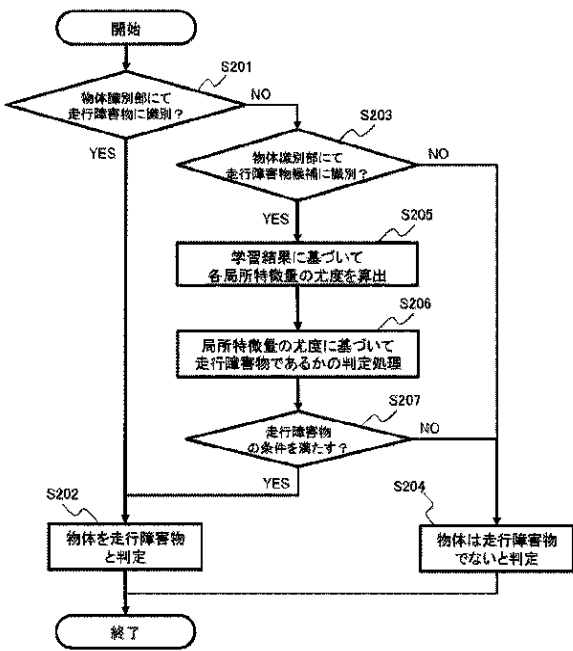 開始
S201
物体識別部にて
走行障害物に識別？
NO
YES
S203
物体識別部にて
走行障害物候補に識別？
NO
YES
S205
学習結果に基づいて
各局所特徴量の尤度を算出
S206
局所特徴量の尤度に基づいて
走行障害物であるかの判定処理
S207
走行障害物
の条件を満たす？
NO
YES
S202
物体を走行障害物
と判定
S204
物体は走行障害物
でないと判定
終了